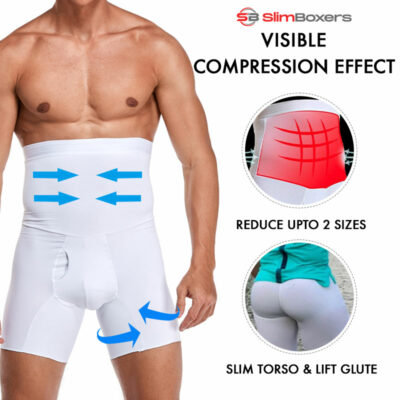 SB SlimBoxers
VISIBLE
COMPRESSION EFFECT
REDUCE UPTO 2 SIZES
SLIM TORSO & LIFT GLUTE